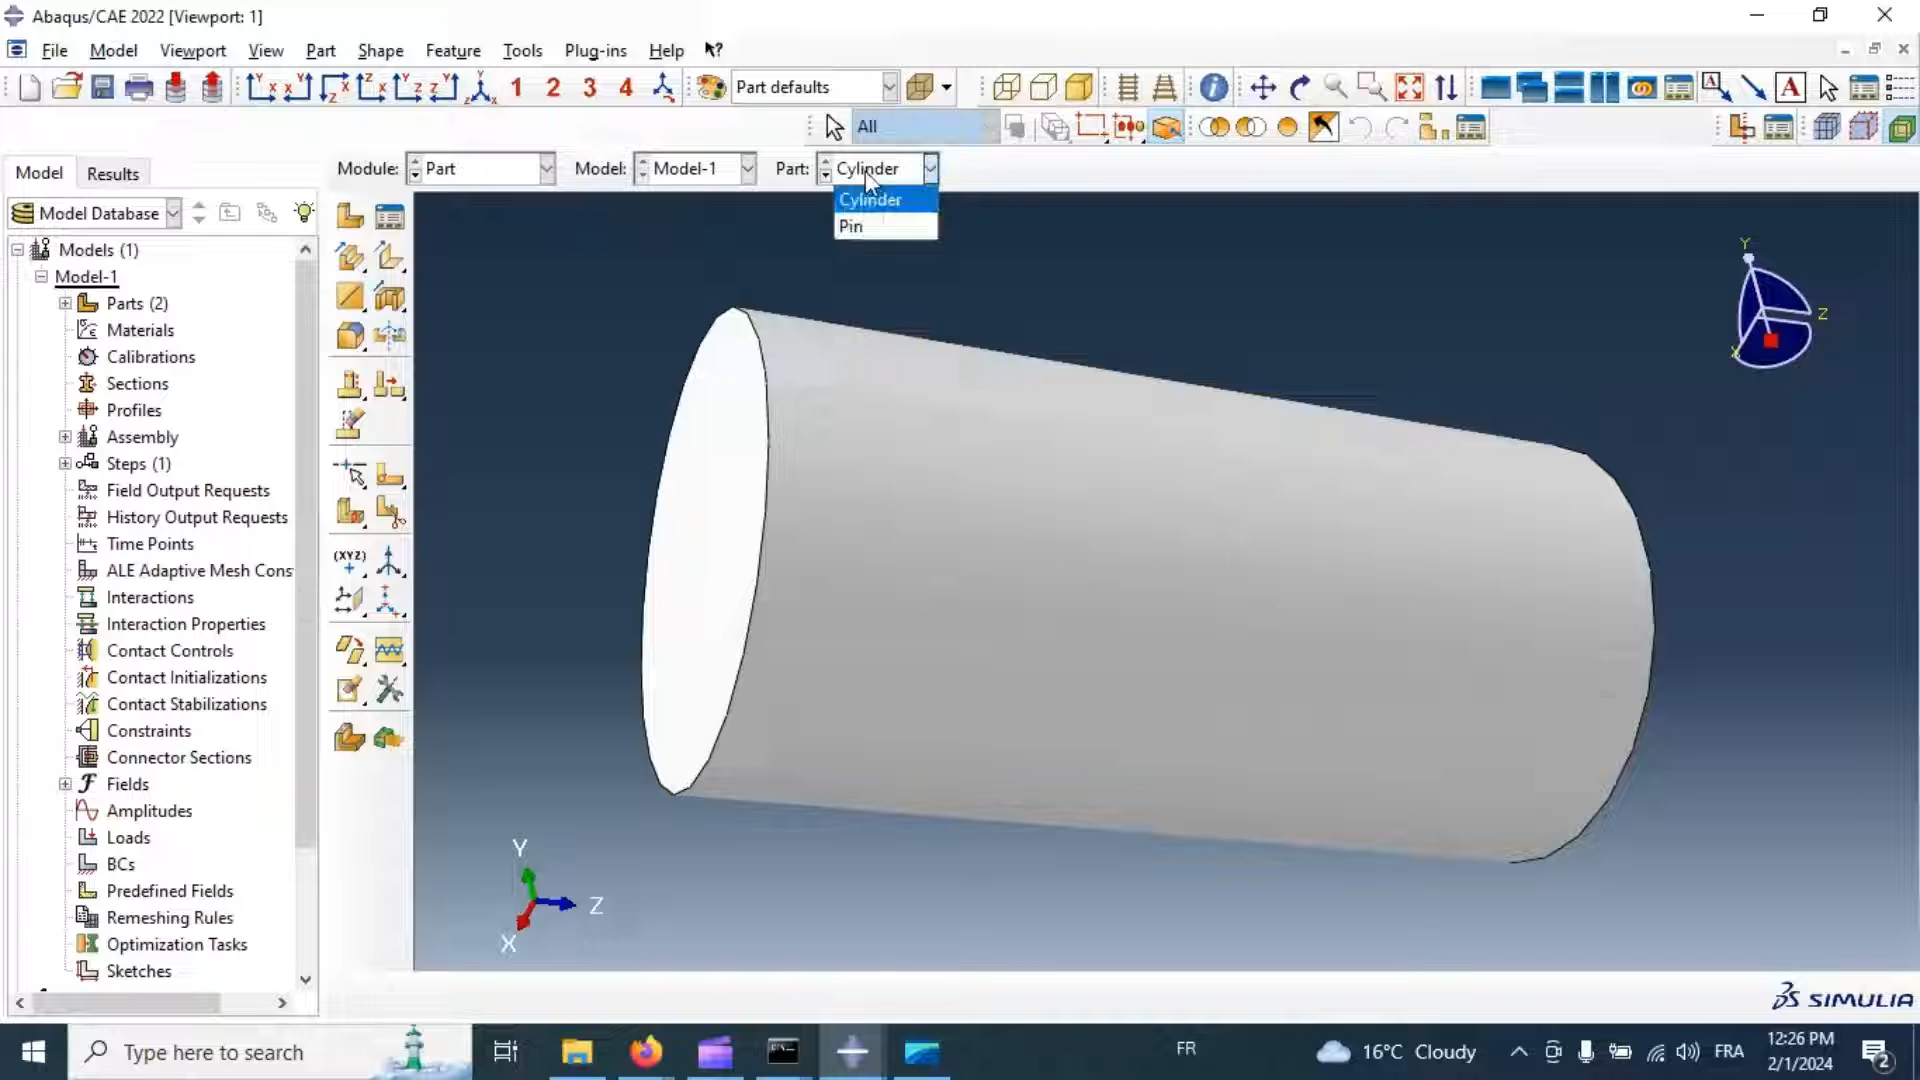 Abaqus/CAE 2022 [Viewport: 1]
File Model Viewport View Part Shape Feature Tools Plug-ins Help
1 2 3 4 Part defaults
All
Model Results
Module: Part Model: Model-1 Part: Cylinder
Cylinder
Pin
Model Database
Models (1)
Model-1
Parts (2)
Materials
Calibrations
Sections
Profiles
Assembly
Steps (1)
Field Output Requests
History Output Requests
Time Points
ALE Adaptive Mesh Cons
Interactions
Interaction Properties
Contact Controls
Contact Initializations
Contact Stabilizations
Constraints
Connector Sections
Fields
Amplitudes
Loads
BCs
Predefined Fields
Remeshing Rules
Optimization Tasks
Sketches
(XYZ)
Y
Z
X
Y
Z
X
SIMULIA
Type here to search
FR
16°C Cloudy
FRA
12:26 PM
2/1/2024
2